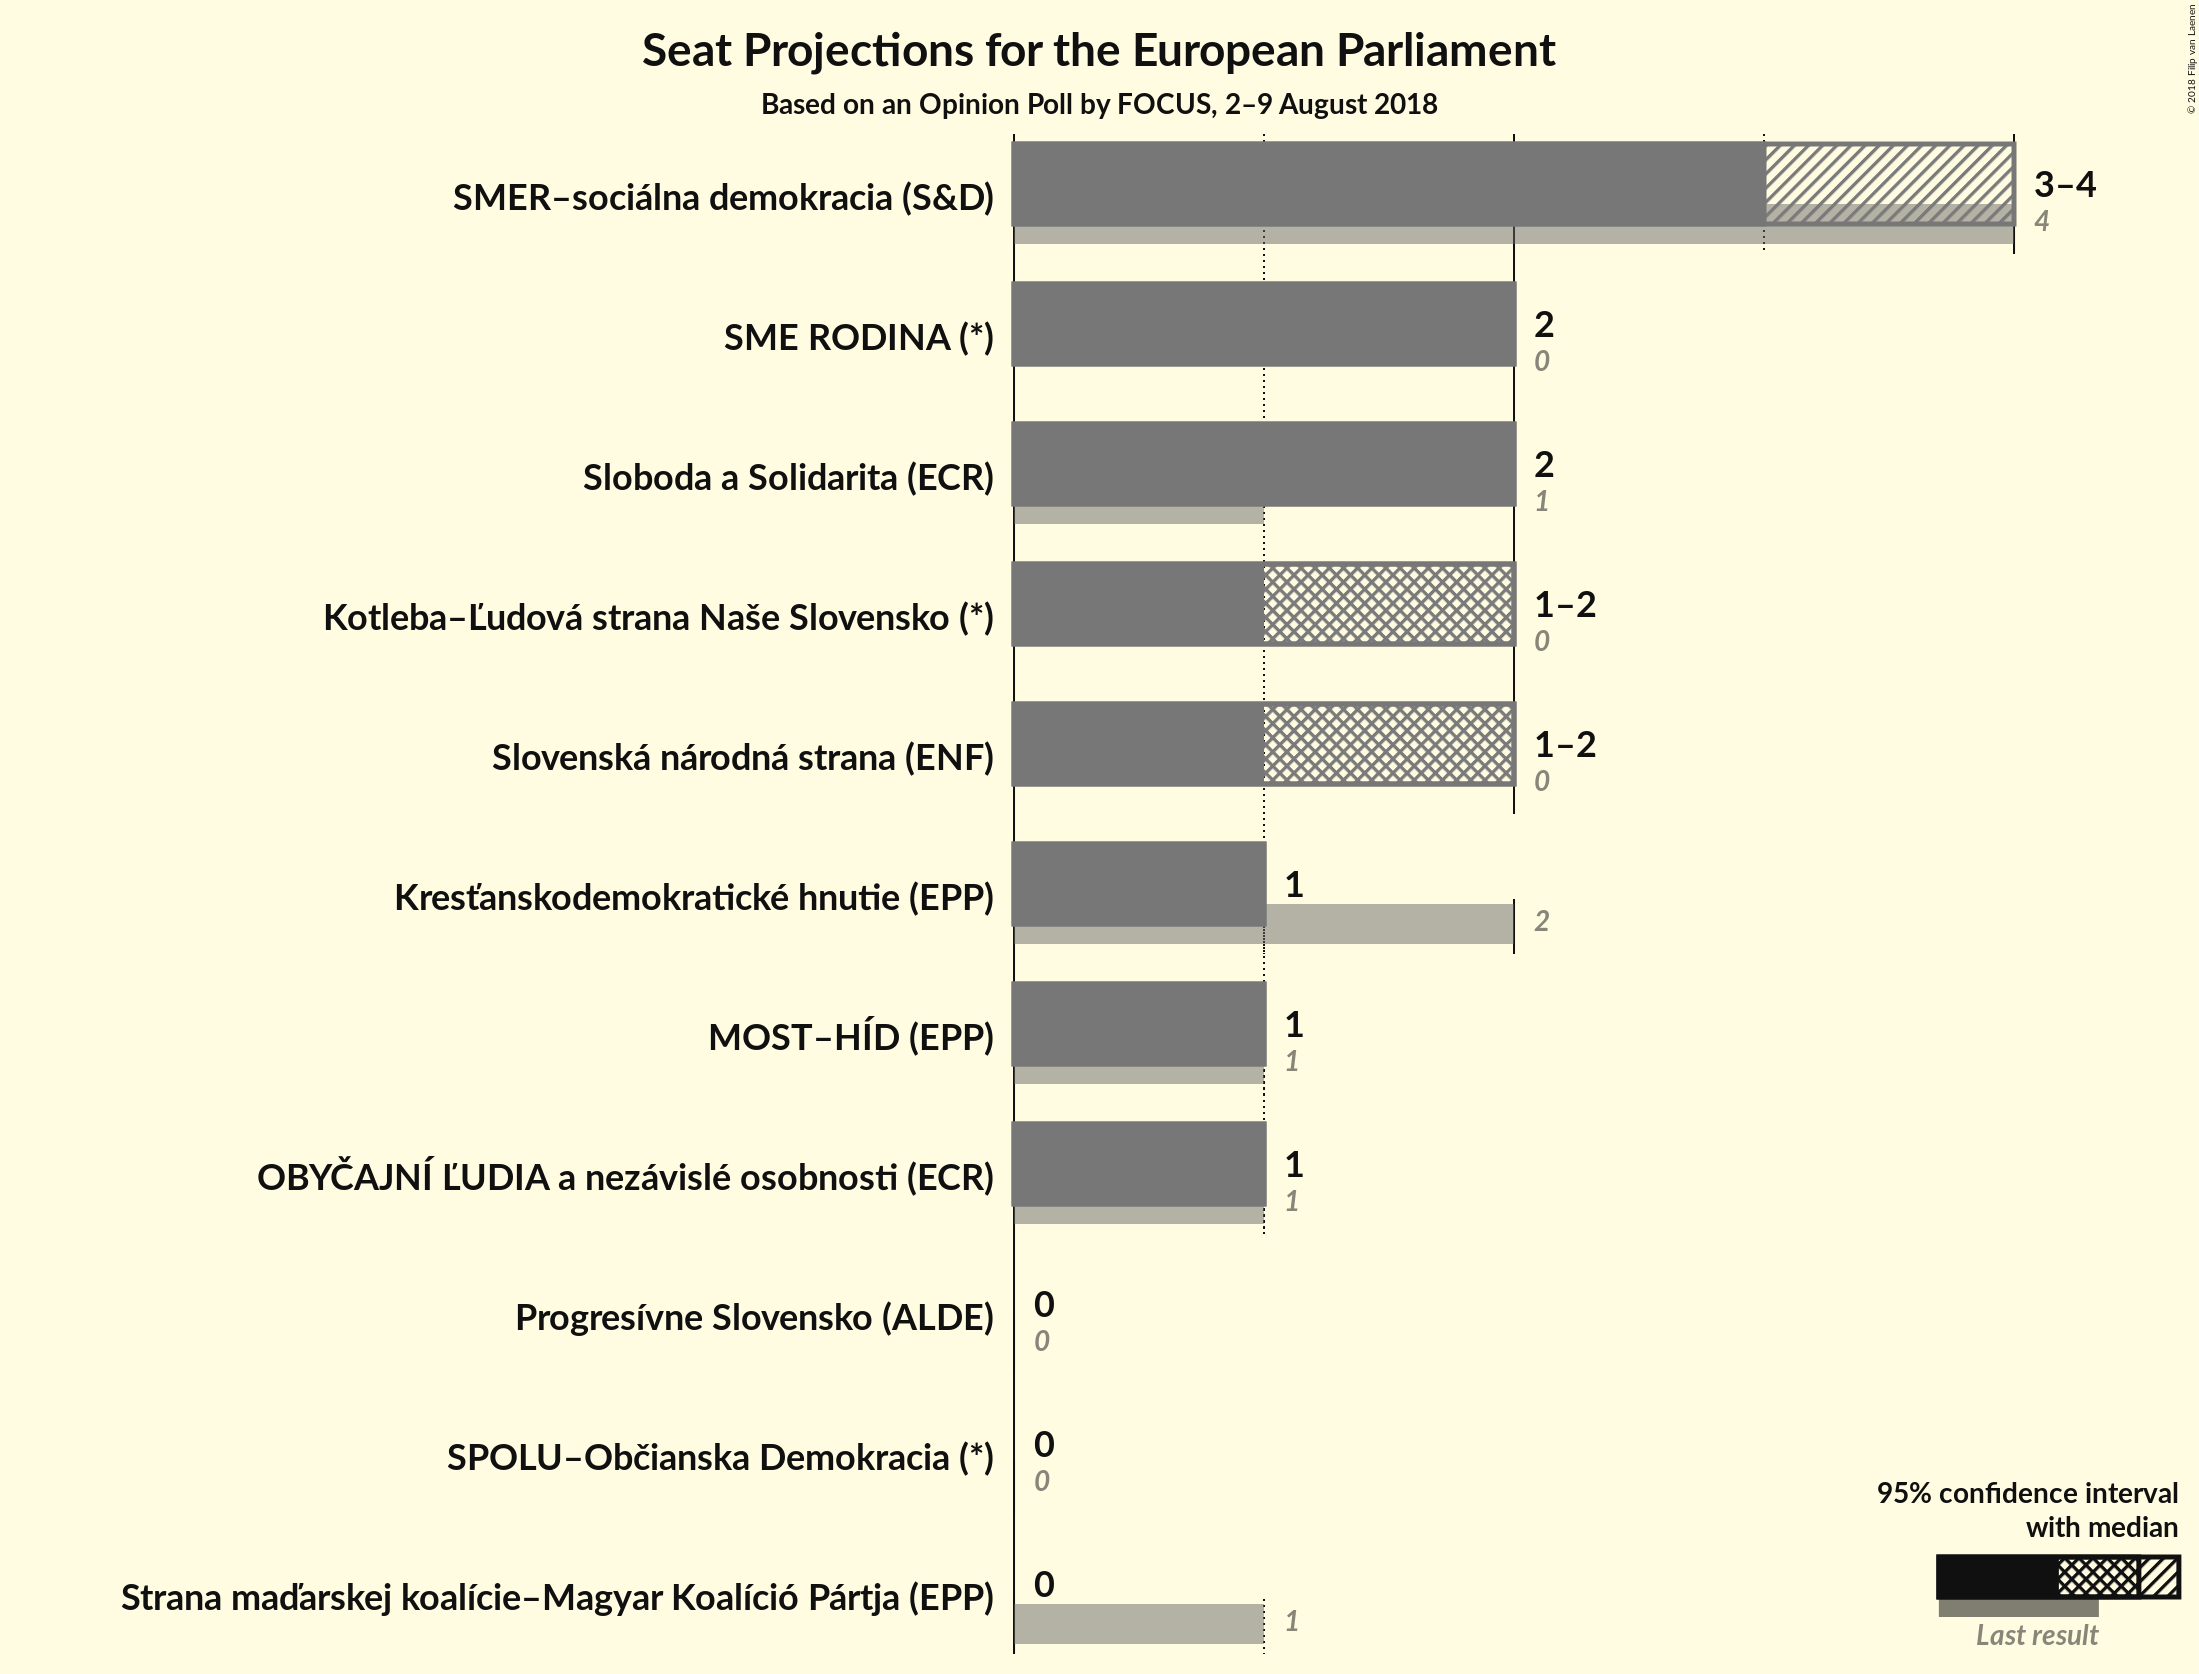 Seat Projections for the European Parliament
Based on an Opinion Poll by FOCUS, 2–9 August 2018
© 2018 Filip van Laenen
SMER–sociálna demokracia (S&D)
3–4
4
SME RODINA (*)
2
0
Sloboda a Solidarita (ECR)
2
1
Kotleba–Ľudová strana Naše Slovensko (*)
1–2
0
Slovenská národná strana (ENF)
1–2
0
Kresťanskodemokratické hnutie (EPP)
1
2
MOST–HÍD (EPP)
1
1
OBYČAJNÍ ĽUDIA a nezávislé osobnosti (ECR)
1
1
Progresívne Slovensko (ALDE)
0
0
SPOLU–Občianska Demokracia (*)
0
0
Strana maďarskej koalície–Magyar Koalíció Pártja (EPP)
0
1
95% confidence interval
with median
Last result